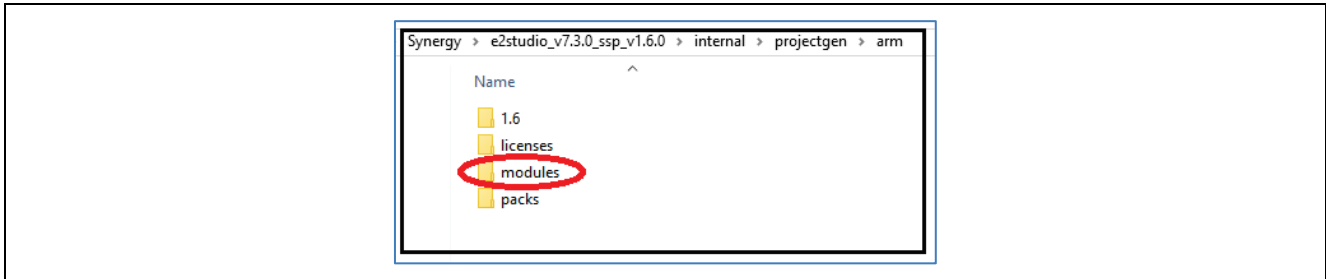 Synergy > e2studio_v7.3.0_ssp_v1.6.0 > internal > projectgen > arm
Name
1.6
licenses
modules
packs